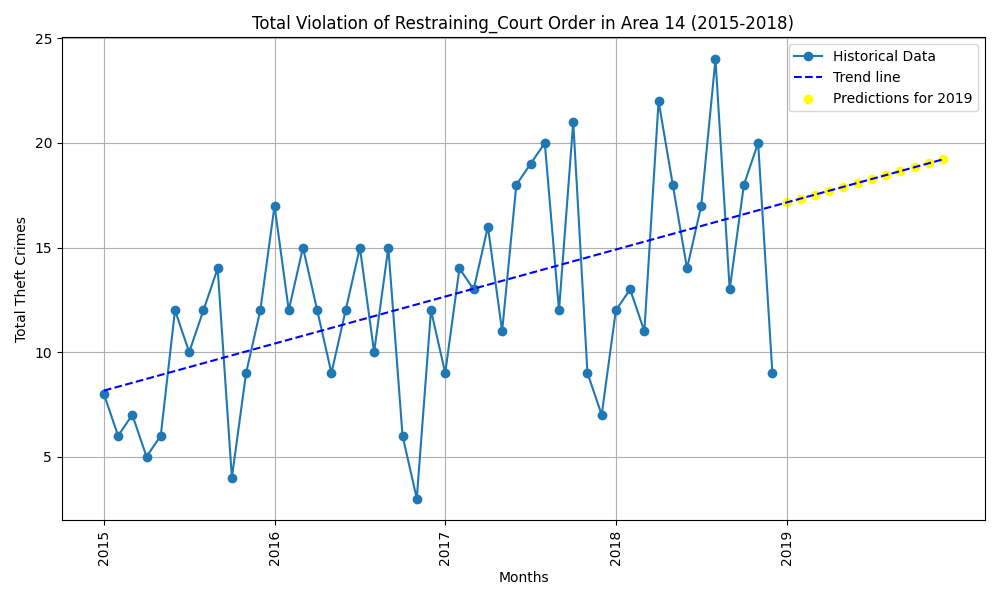 Total Violation of Restraining_Court Order in Area 14 (2015-2018)
Historical Data
Trend line
Predictions for 2019
Total Theft Crimes
25
20
15
10
5
2015
2016
2017
2018
2019
Months